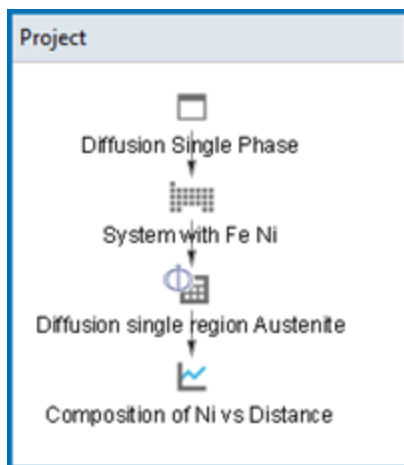 Project
Diffusion Single Phase
System with Fe Ni
Diffusion single region Austenite
Composition of Ni vs Distance